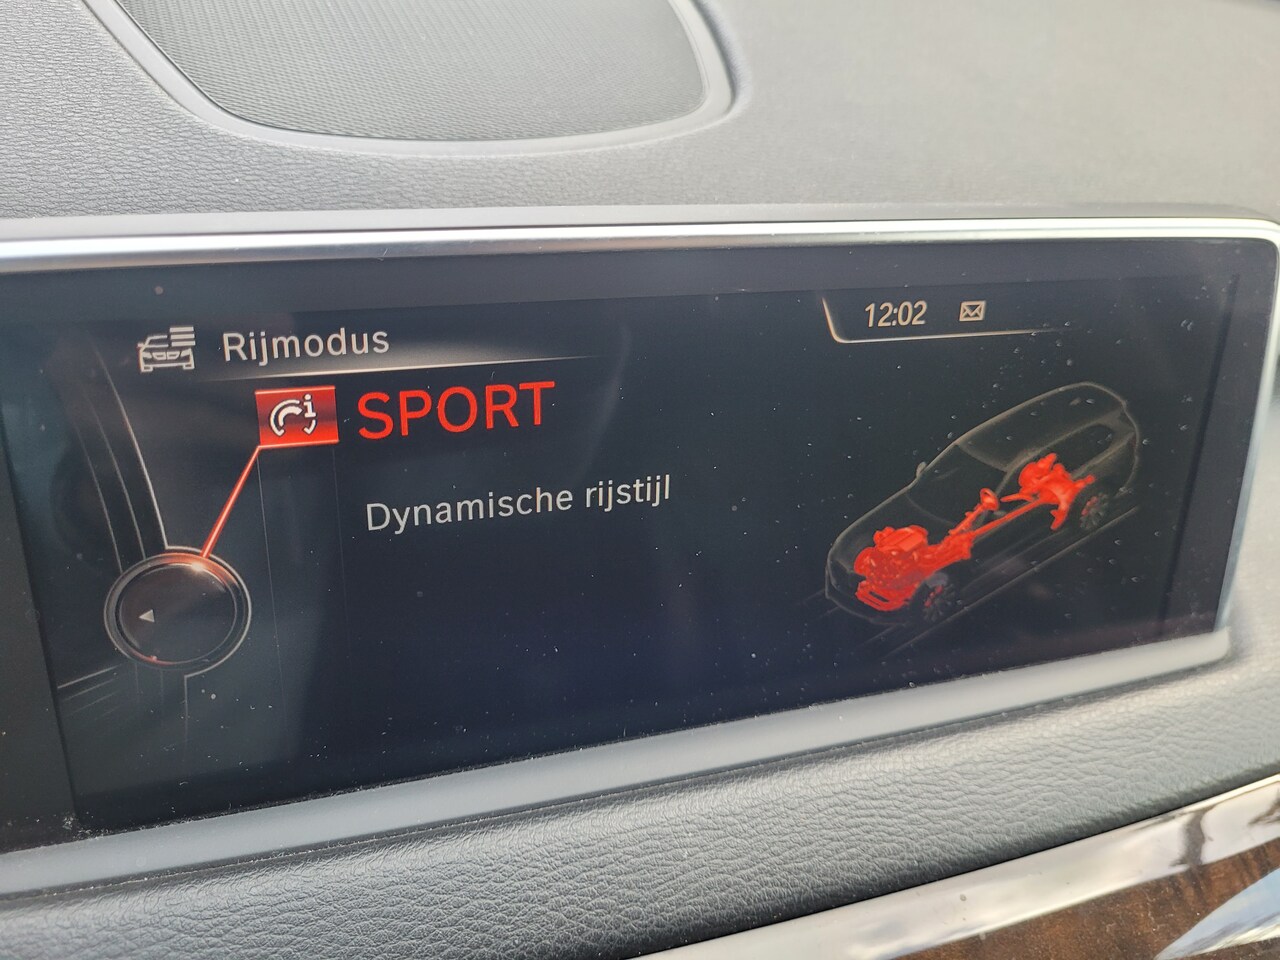 Rijmodus
12:02
SPORT
Dynamische rijstijl